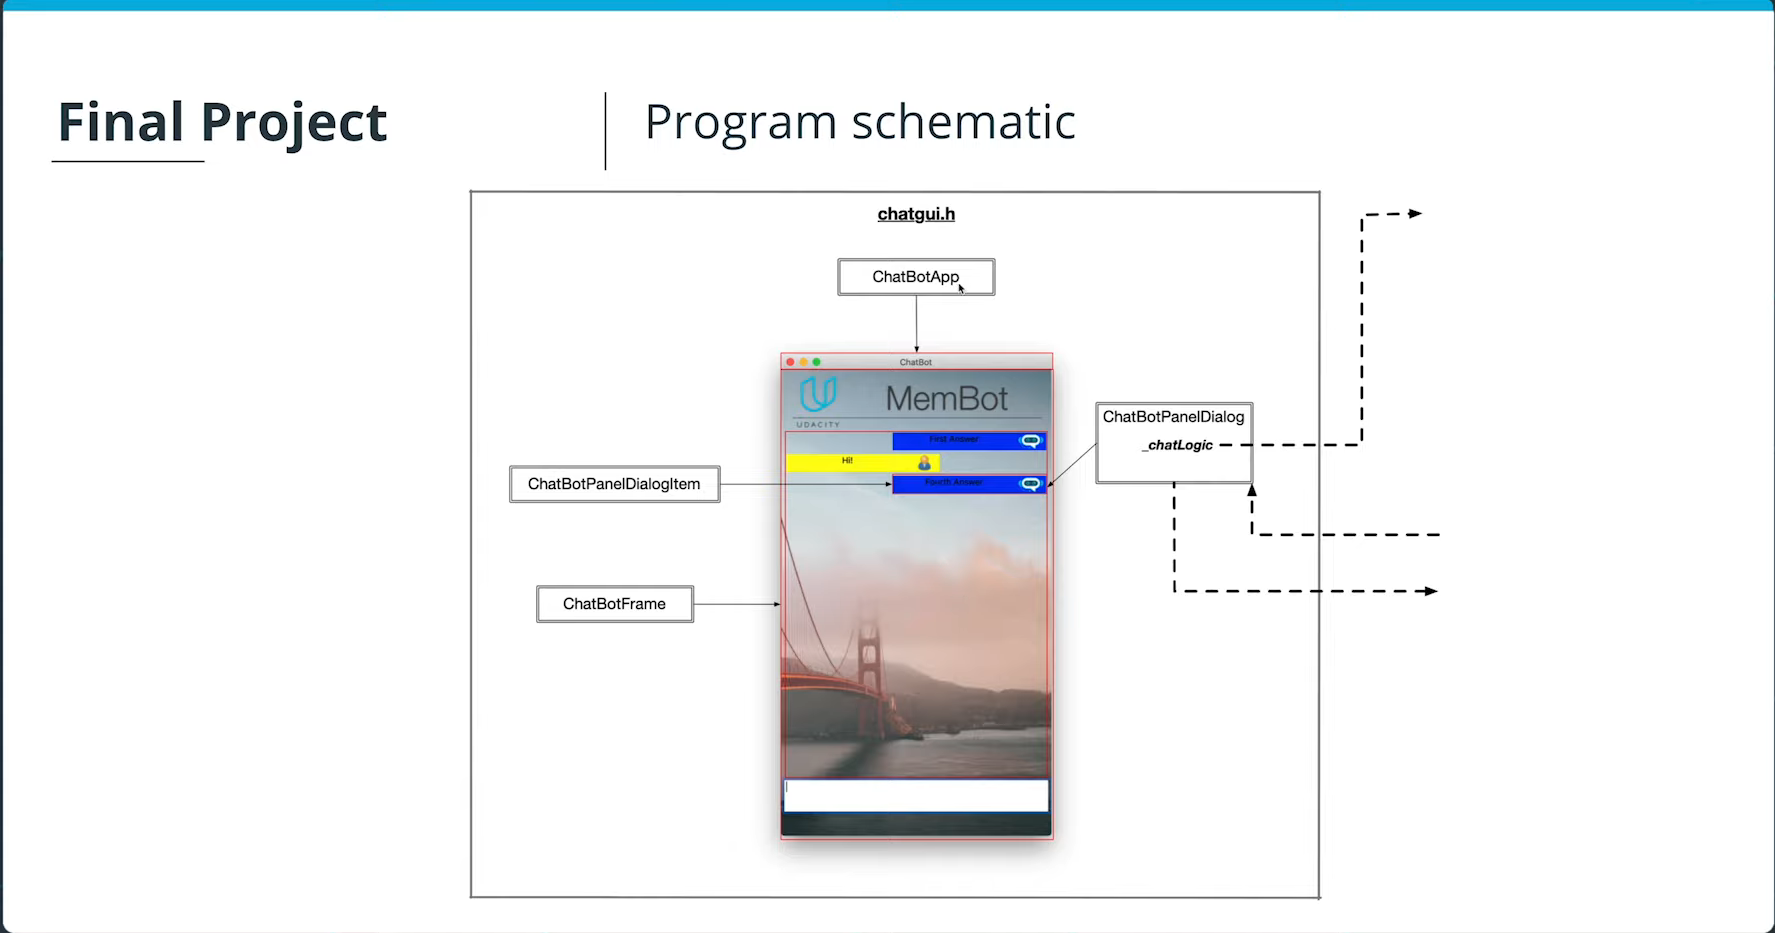 Final Project
Program schematic
chatgui.h
ChatBotApp
ChatBot
UDACITY
MemBot
First Answer
Hi!
Fourth Answer
ChatBotPanelDialog
_chatLogic
ChatBotPanelDialogItem
ChatBotFrame